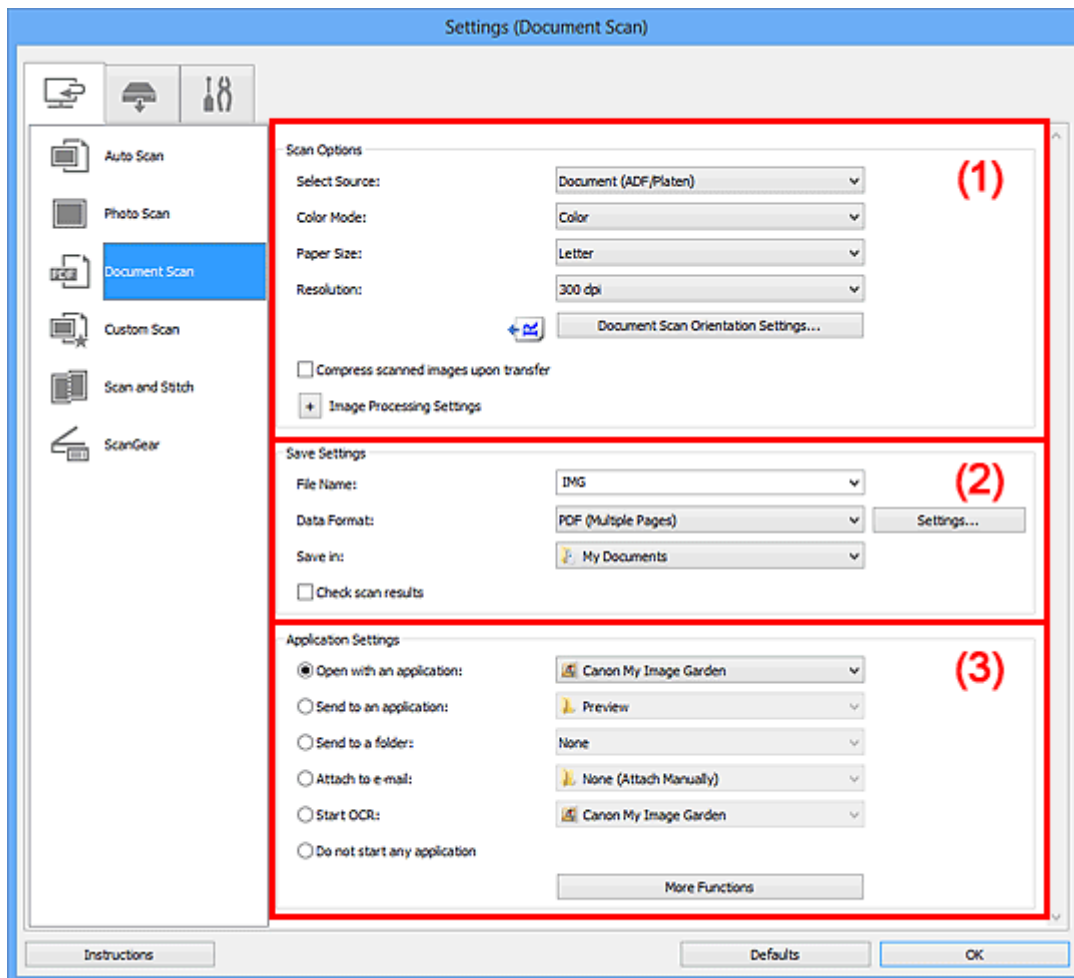 Settings (Document Scan)
Auto Scan
Photo Scan
PDF
Document Scan
Custom Scan
Scan and Stitch
ScanGear
Scan Options
(1)
Select Source: Document (ADF/Platen)
Color Mode: Color
Paper Size: Letter
Resolution: 300 dpi
R Document Scan Orientation Settings...
Compress scanned images upon transfer
+ Image Processing Settings
Save Settings
(2)
File Name: IMG
Data Format: PDF (Multiple Pages) Settings...
Save in: My Documents
Check scan results
Application Settings
(3)
Open with an application: Canon My Image Garden
Send to an application: Preview
Send to a folder: None
Attach to e-mail: None (Attach Manually)
Start OCR: Canon My Image Garden
Do not start any application
More Functions
Instructions Defaults OK